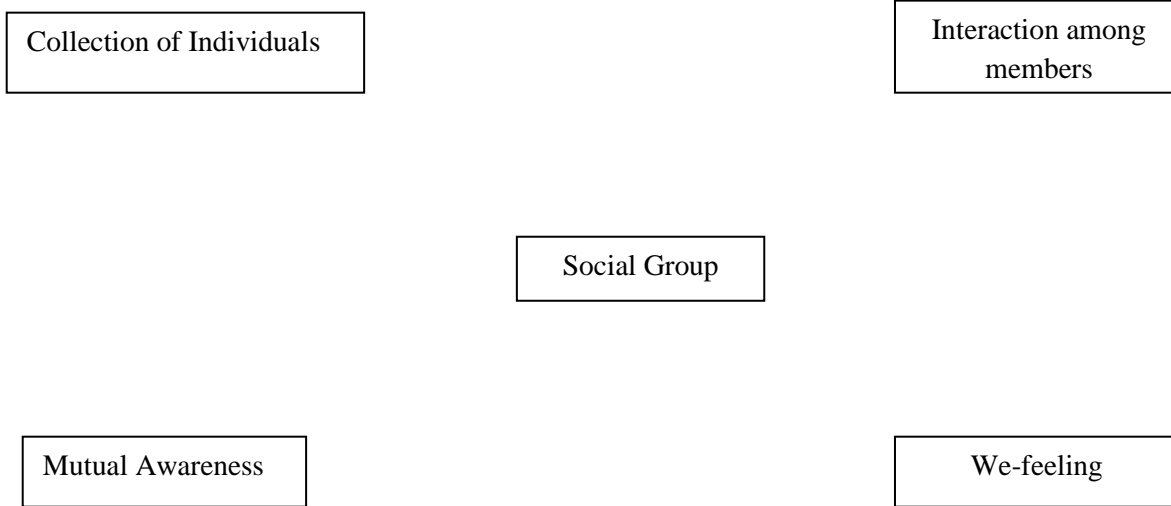 Collection of Individuals
Interaction among
members
Social Group
Mutual Awareness
We-feeling